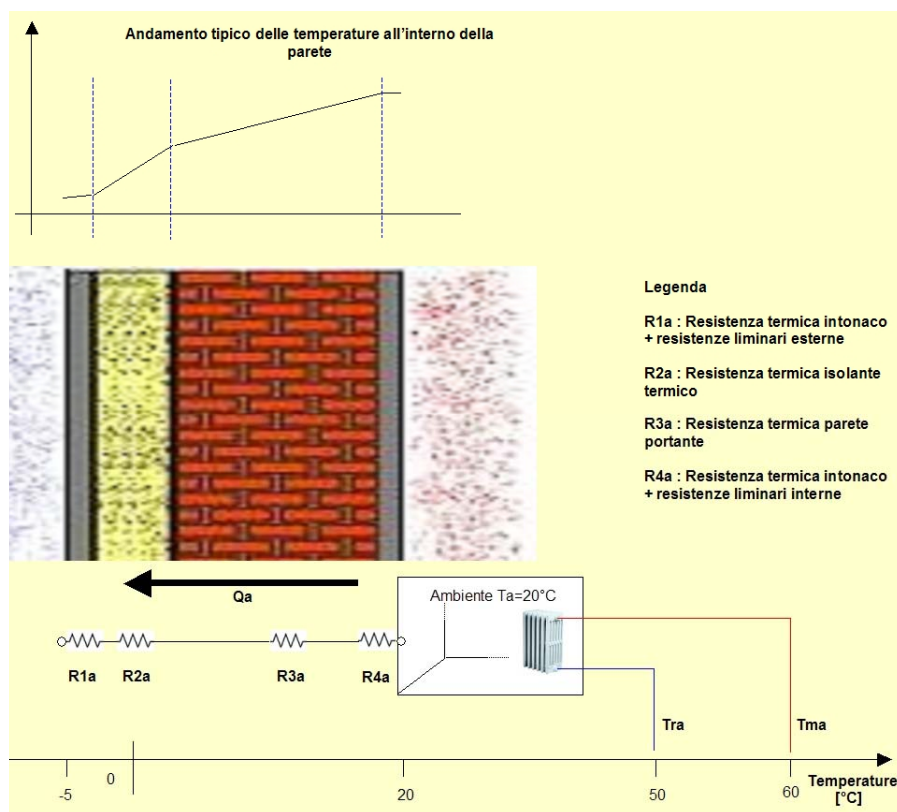 Andamento tipico delle temperature all'interno della
parete
Legenda
R1a : Resistenza termica intonaco
+ resistenze liminari esterne
R2a : Resistenza termica isolante
termico
R3a : Resistenza termica parete
portante
R4a : Resistenza termica intonaco
+ resistenze liminari interne
Qa
Ambiente Ta=20°C
R1a R2a R3a R4a
Tra Tma
-5 0 20 50 60 Temperature
[°C]